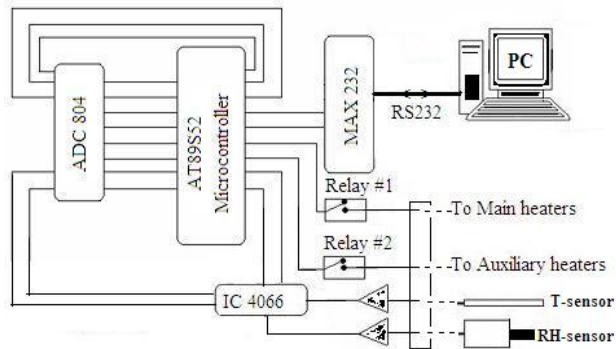 ADC 804
AT89S52
Microcontroller
MAX 232
RS232
PC
Relay #1
To Main heaters
Relay #2
To Auxiliary heaters
IC 4066
T-sensor
RH-sensor